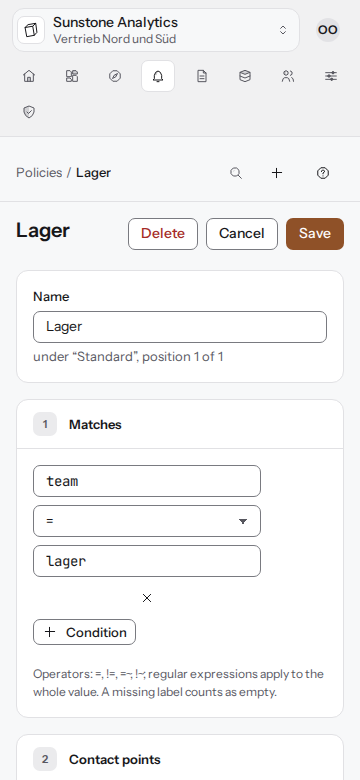 Sunstone Analytics
Vertrieb Nord und Süd
OO
Policies / Lager
Lager
Delete
Cancel
Save
Name
Lager
under “Standard”, position 1 of 1
1
Matches
team
=
lager
Condition
Operators: =, !=, =~, !~; regular expressions apply to the
whole value. A missing label counts as empty.
2
Contact points